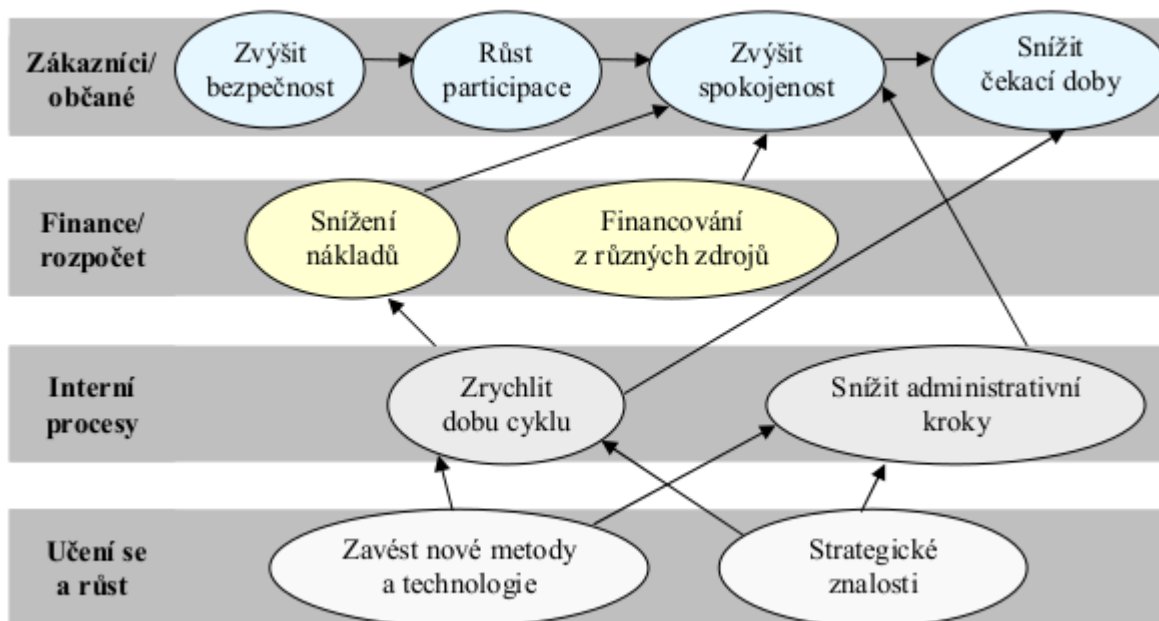 Zákazníci/
občané
Zvýšit
bezpečnost
Růst
participace
Zvýšit
spokojenost
Snížit
čekací doby
Finance/
rozpočet
Snížení
nákladů
Financování
z různých zdrojů
Interní
procesy
Zrychlit
dobu cyklu
Snížit administrativní
kroky
Učení se
a růst
Zavést nové metody
a technologie
Strategické
znalosti